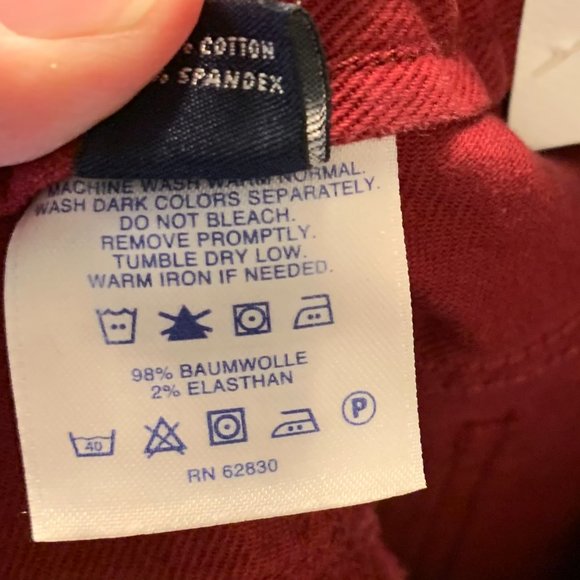 COTTON
SPANDEX
MACHINE WASH WARM NORMAL.
WASH DARK COLORS SEPARATELY.
DO NOT BLEACH.
REMOVE PROMPTLY.
TUMBLE DRY LOW.
WARM IRON IF NEEDED.
98% BAUMWOLLE
2% ELASTHAN
40
P
RN 62830